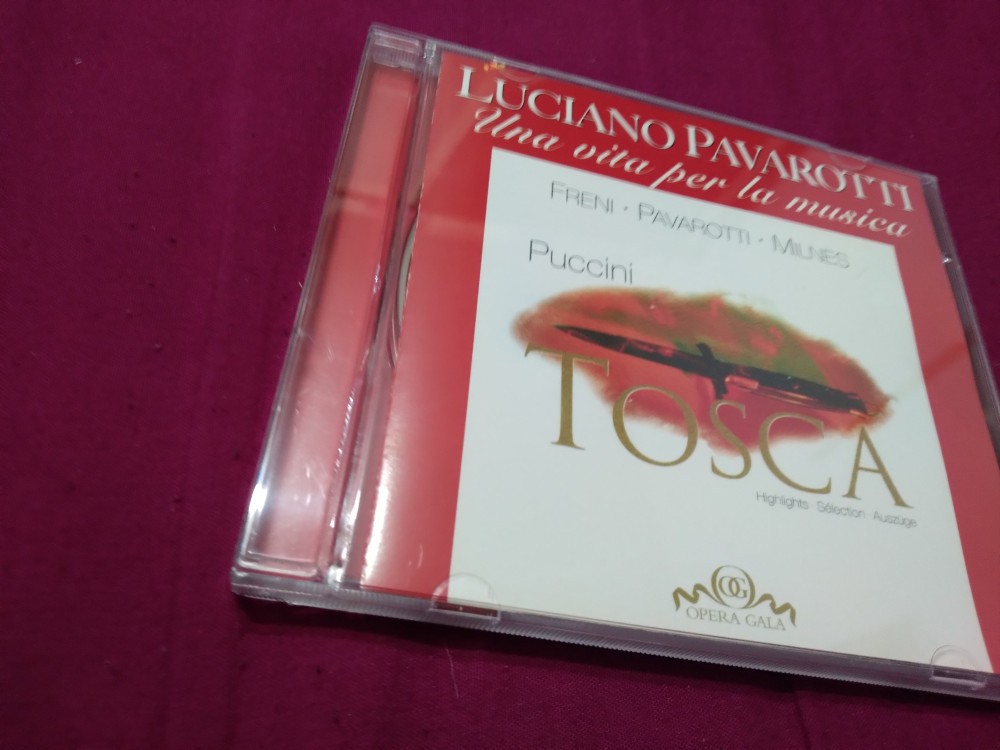 LUCIANO PAVAROTTI
Una vita per la musica
FRENI · PAVAROTTI · MILNES
Puccini
TOSCA
Highlights · Sélection · Auszüge
OG
OPERA GALA